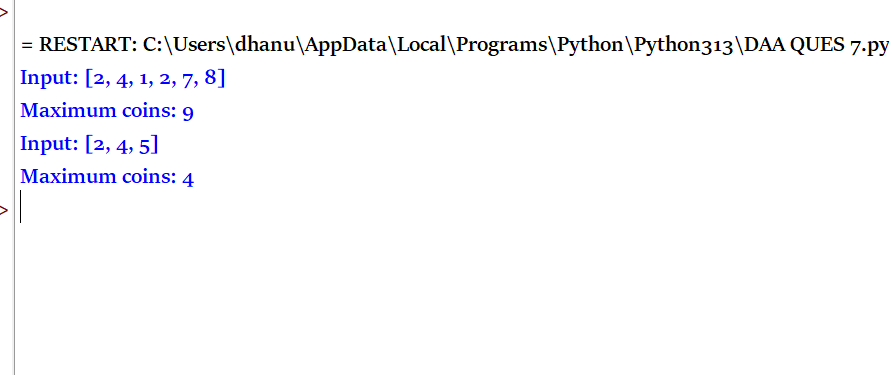 >
= RESTART: C:\Users\dhanu\AppData\Local\Programs\Python\Python313\DAA QUES 7.py
Input: [2, 4, 1, 2, 7, 8]
Maximum coins: 9
Input: [2, 4, 5]
Maximum coins: 4
>